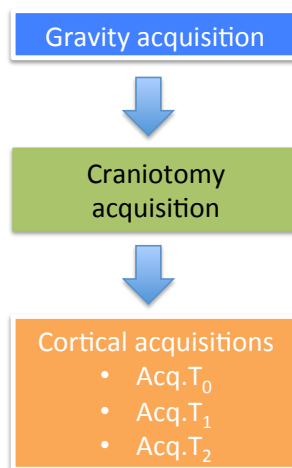 Gravity acquisition
Craniotomy
acquisition
Cortical acquisitions
• Acq.T₀
• Acq.T₁
• Acq.T₂